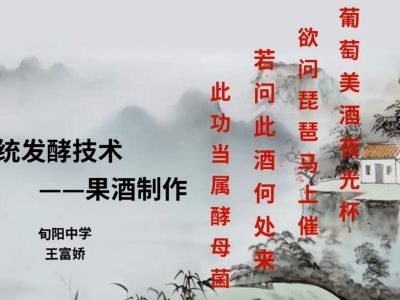 葡萄美酒夜光杯
欲问琵琶马上催
若问此酒何处来
此功当属酵母菌
统发酵技术
——果酒制作
旬阳中学
王富娇